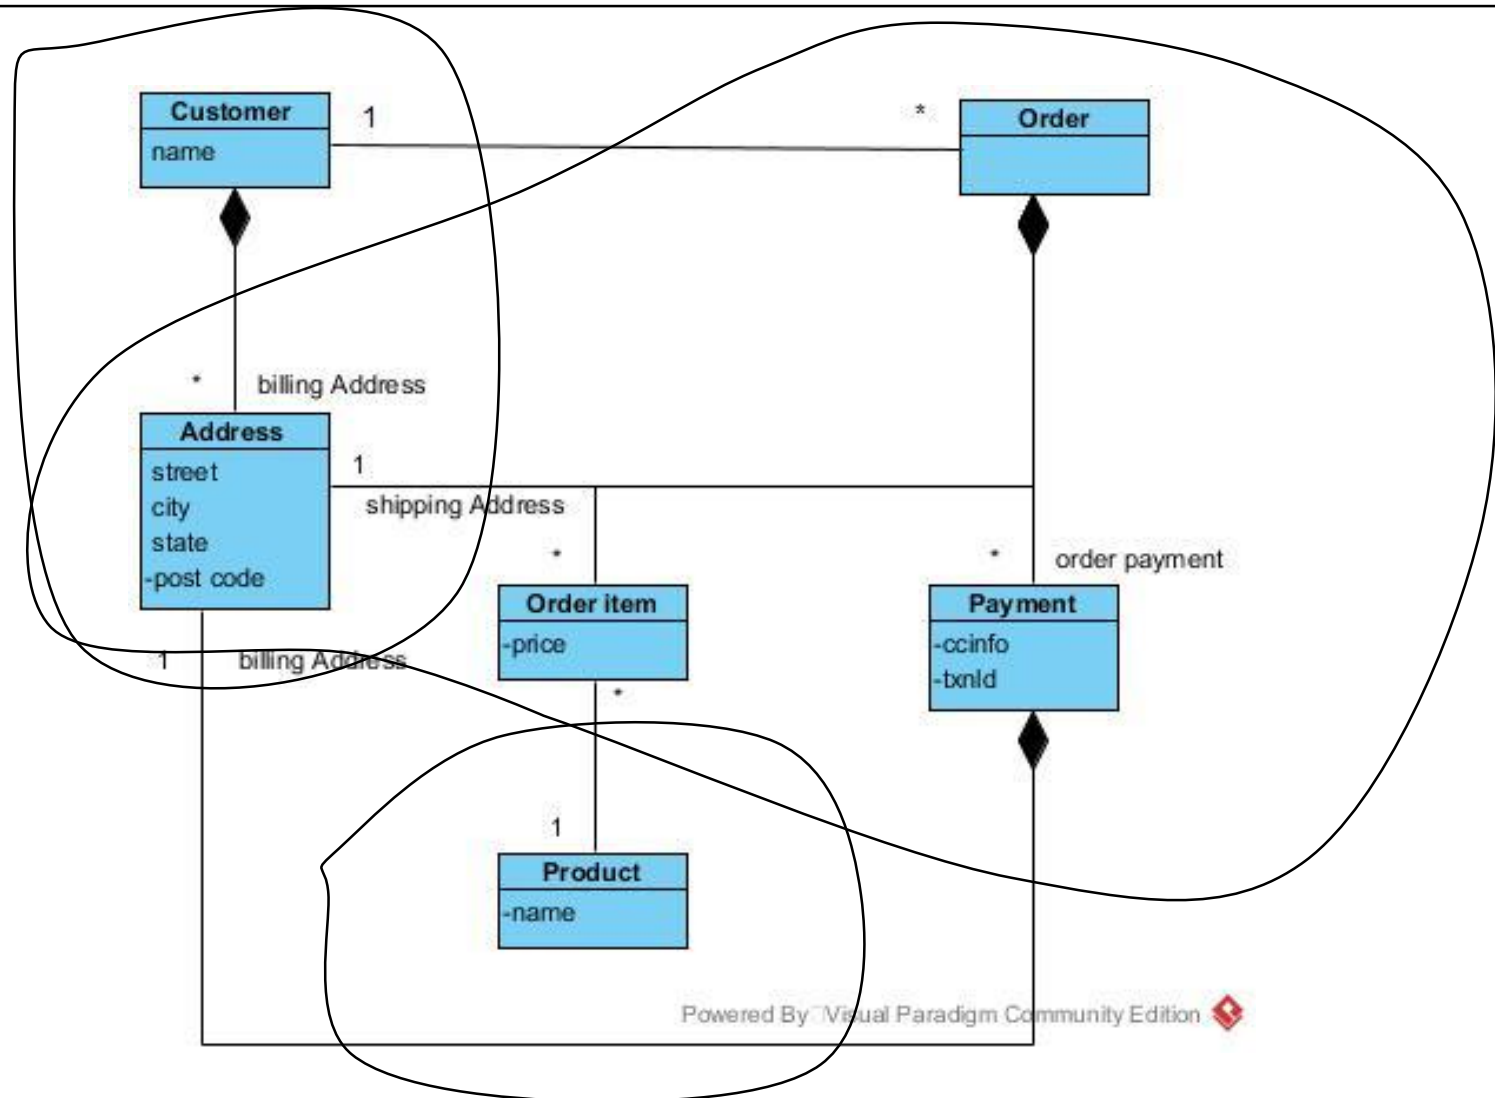 Customer
name
1
*
Order
*
billing Address
Address
street
city
state
-post code
1
shipping Address
*
Order item
-price
*
*
order payment
Payment
-ccinfo
-txnId
1
billing Address
1
Product
-name
Powered By Visual Paradigm Community Edition